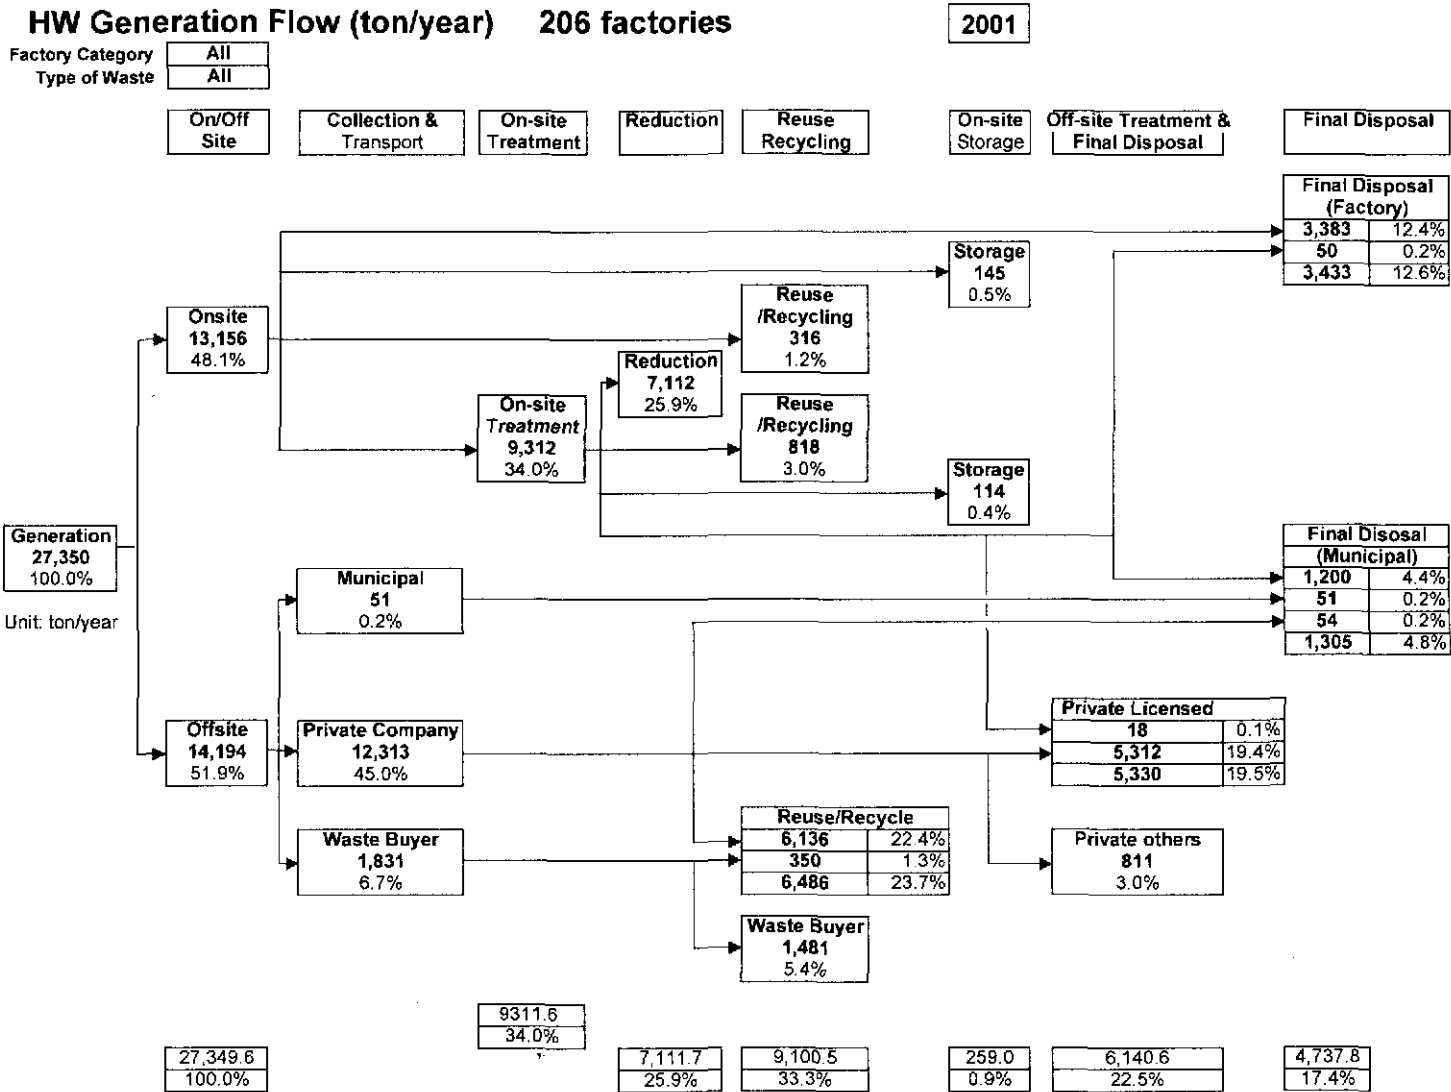 HW Generation Flow (ton/year) 206 factories 2001
Factory Category All
Type of Waste All
On/Off
Site
Collection &
Transport
On-site
Treatment
Reduction
Reuse
Recycling
On-site
Storage
Off-site Treatment &
Final Disposal
Final Disposal
Final Disposal
(Factory)
3,383 12.4%
50 0.2%
3,433 12.6%
Storage
145
0.5%
Onsite
13,156
48.1%
Reuse
/Recycling
316
1.2%
Reduction
7,112
25.9%
On-site
Treatment
9,312
34.0%
Reuse
/Recycling
818
3.0%
Storage
114
0.4%
Generation
27,350
100.0%
Unit: ton/year
Final Disosal
(Municipal)
1,200 4.4%
51 0.2%
54 0.2%
1,305 4.8%
Municipal
51
0.2%
Offsite
14,194
51.9%
Private Company
12,313
45.0%
Private Licensed
18 0.1%
5,312 19.4%
5,330 19.5%
Waste Buyer
1,831
6.7%
Reuse/Recycle
6,136 22.4%
350 1.3%
6,486 23.7%
Private others
811
3.0%
Waste Buyer
1,481
5.4%
9311.6
34.0%
27,349.6
100.0%
7,111.7
25.9%
9,100.5
33.3%
259.0
0.9%
6,140.6
22.5%
4,737.8
17.4%